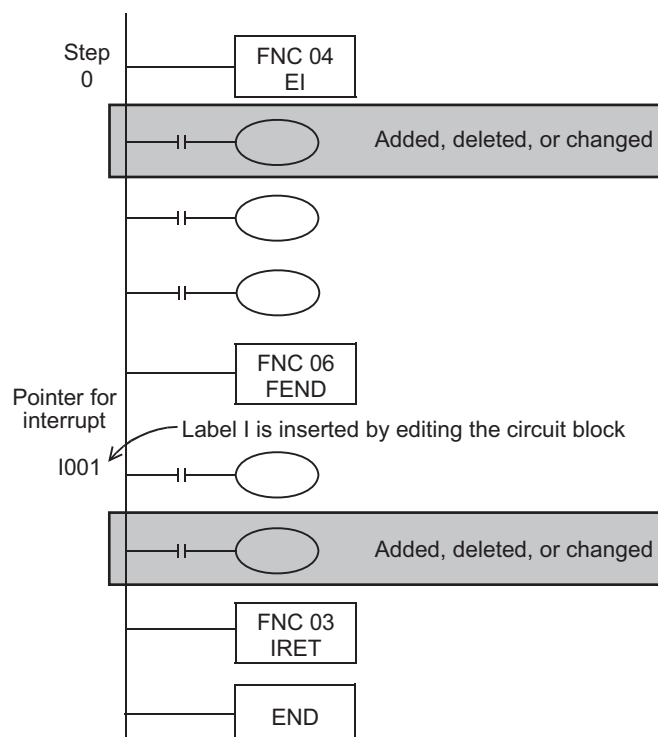 Step
0
FNC 04
EI
Added, deleted, or changed
FNC 06
FEND
Pointer for
interrupt
Label I is inserted by editing the circuit block
I001
Added, deleted, or changed
FNC 03
IRET
END